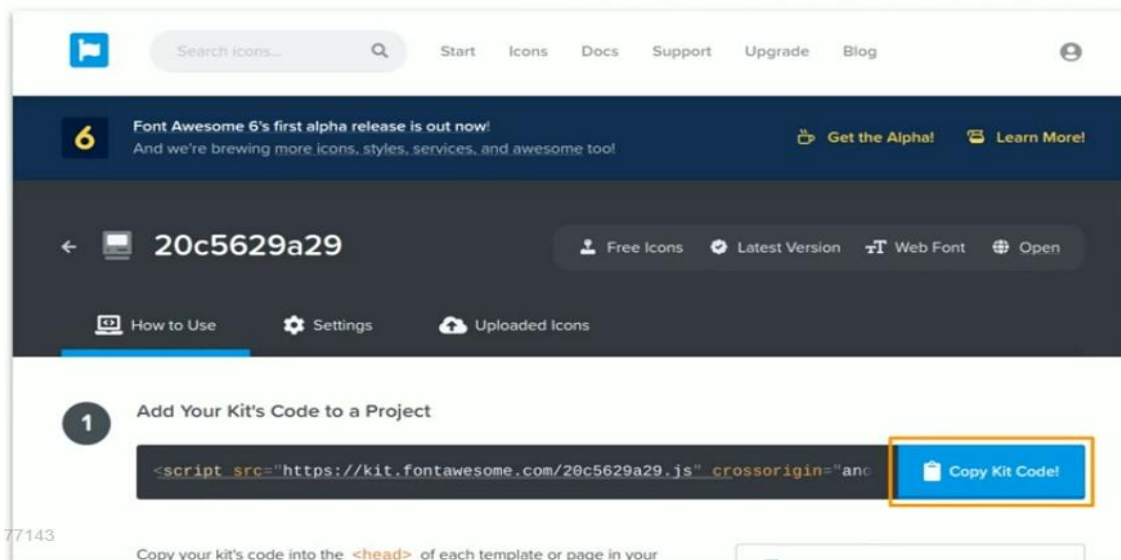 Search icons...
Start Icons Docs Support Upgrade Blog
6
Font Awesome 6's first alpha release is out now!
And we're brewing more icons, styles, services, and awesome too!
Get the Alpha! Learn More!
20c5629a29
Free Icons Latest Version TT Web Font Open
How to Use Settings Uploaded Icons
1
Add Your Kit's Code to a Project
<script src="https://kit.fontawesome.com/20c5629a29.js" crossorigin="ano
Copy Kit Code!
77143
Copy your kit's code into the <head> of each template or page in your